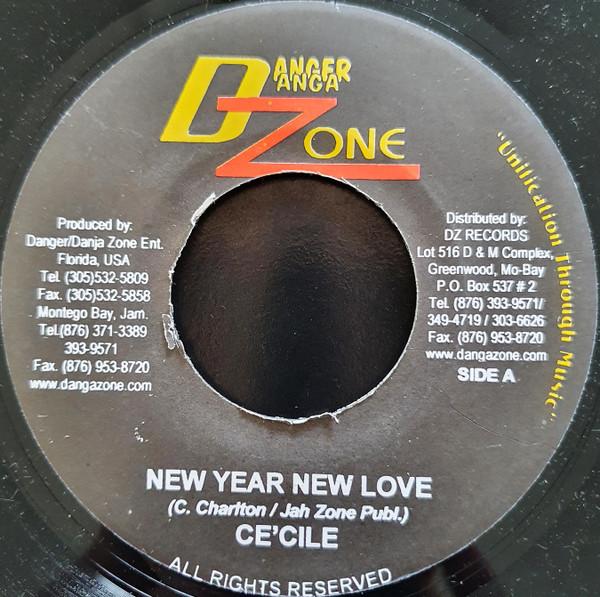 DANGER
DANGA
ZONE
"Unification Through Music"
Produced by:
Danger/Danja Zone Ent.
Florida, USA
Tel. (305)532-5809
Fax. (305)532-5858
Montego Bay, Jam.
Tel.(876) 371-3389
393-9571
Fax. (876) 953-8720
www.dangazone.com
Distributed by:
DZ RECORDS
Lot 516 D & M Complex,
Greenwood, Mo-Bay
P.O. Box 537 # 2
Tel. (876) 393-9571/
349-4719 / 303-6626
Fax. (876) 953-8720
www.dangazone.com
SIDE A
NEW YEAR NEW LOVE
(C. Charlton / Jah Zone Publ.)
CE'CILE
ALL RIGHTS RESERVED